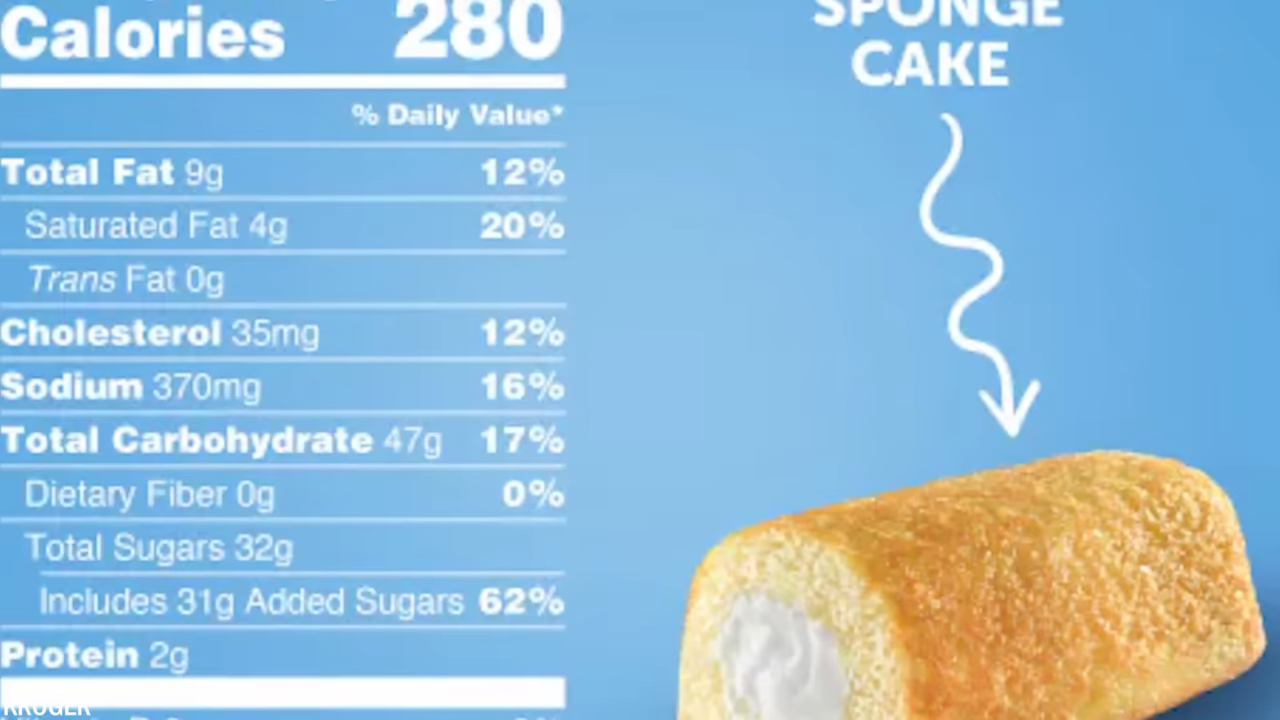 Calories 280
% Daily Value*
Total Fat 9g 12%
Saturated Fat 4g 20%
Trans Fat 0g
Cholesterol 35mg 12%
Sodium 370mg 16%
Total Carbohydrate 47g 17%
Dietary Fiber 0g 0%
Total Sugars 32g
Includes 31g Added Sugars 62%
Protein 2g
KROGER
SPONGE
CAKE